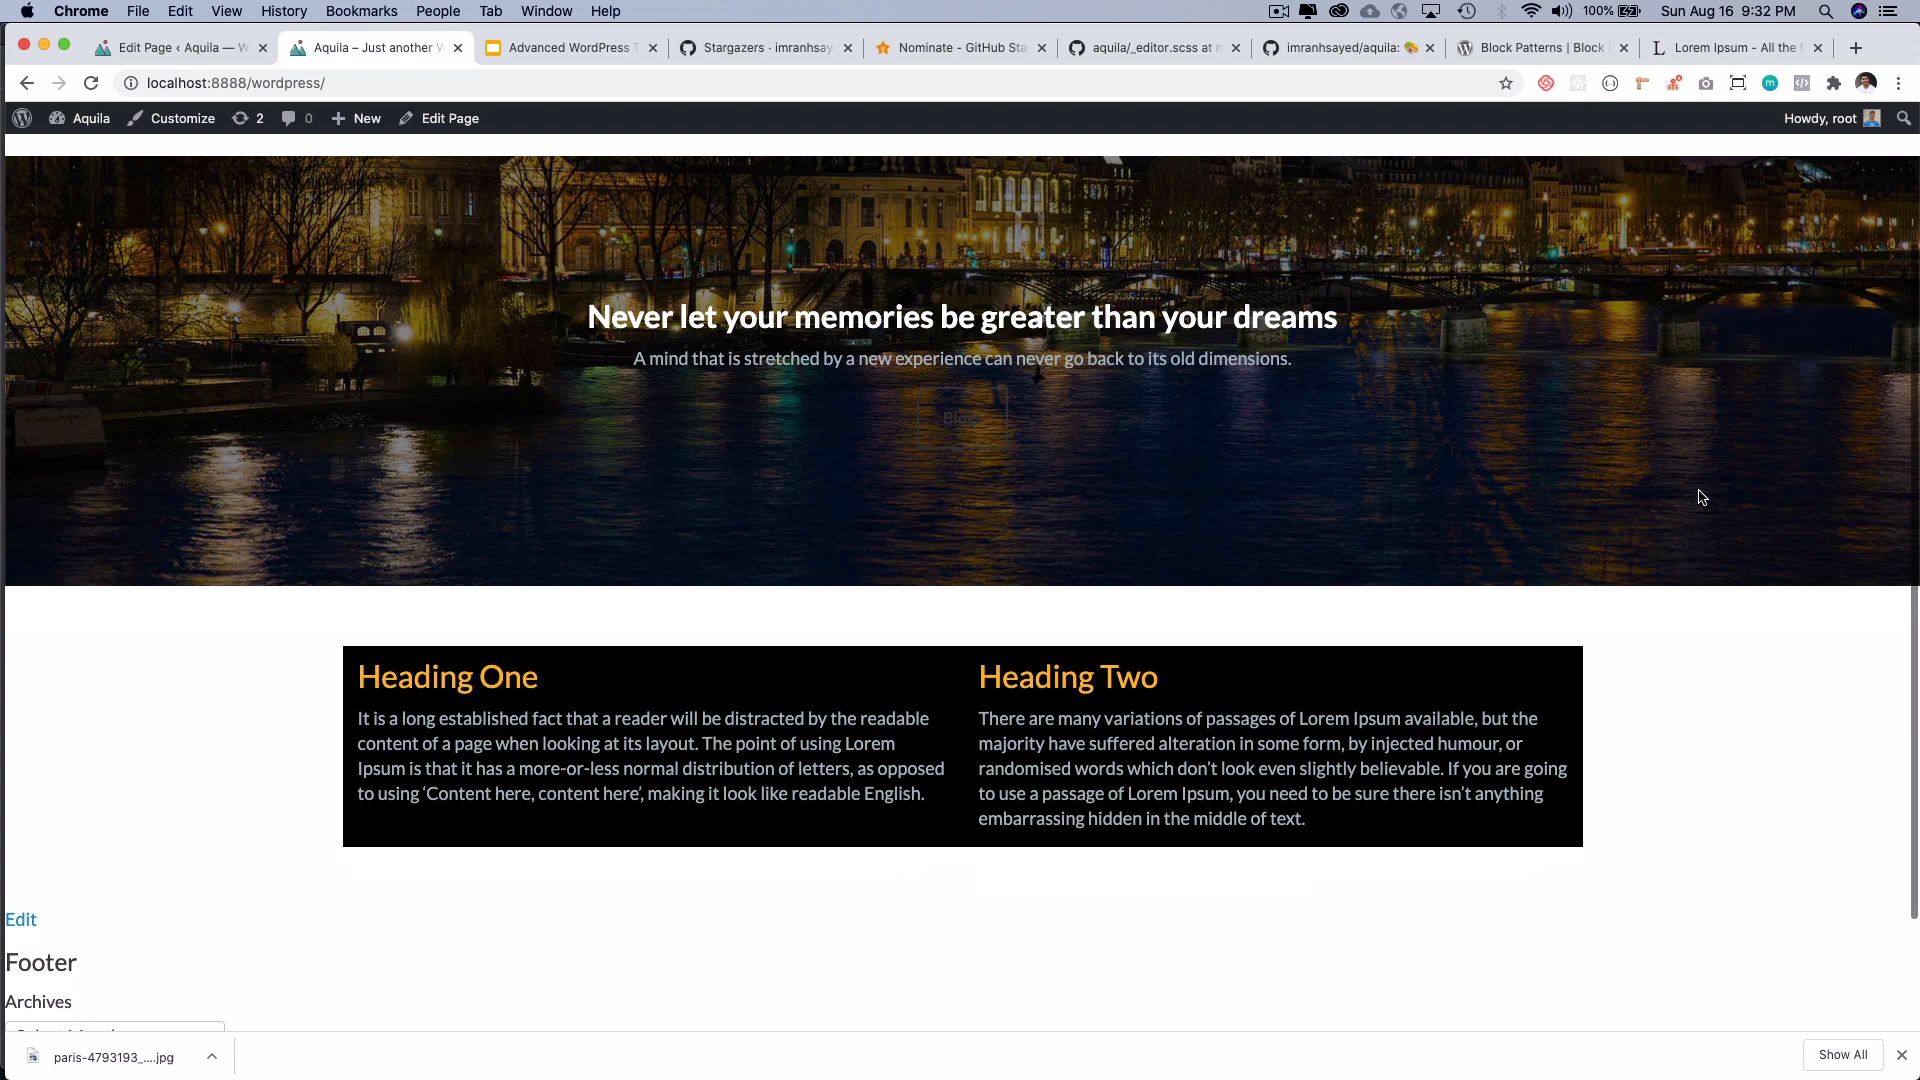 Chrome File Edit View History Bookmarks People Tab Window Help 100% Sun Aug 16 9:32 PM
Edit Page ‹ Aquila — W Aquila – Just another W Advanced WordPress T Stargazers · imranhsay Nominate - GitHub Sta aquila/_editor.scss at m imranhsayed/aquila: Block Patterns | Block Lorem Ipsum - All the f
localhost:8888/wordpress/
Aquila Customize 2 0 New Edit Page Howdy, root
Never let your memories be greater than your dreams
A mind that is stretched by a new experience can never go back to its old dimensions.
Heading One
It is a long established fact that a reader will be distracted by the readable
content of a page when looking at its layout. The point of using Lorem
Ipsum is that it has a more-or-less normal distribution of letters, as opposed
to using ‘Content here, content here’, making it look like readable English.
Heading Two
There are many variations of passages of Lorem Ipsum available, but the
majority have suffered alteration in some form, by injected humour, or
randomised words which don’t look even slightly believable. If you are going
to use a passage of Lorem Ipsum, you need to be sure there isn’t anything
embarrassing hidden in the middle of text.
Edit
Footer
Archives
paris-4793193_....jpg
Show All